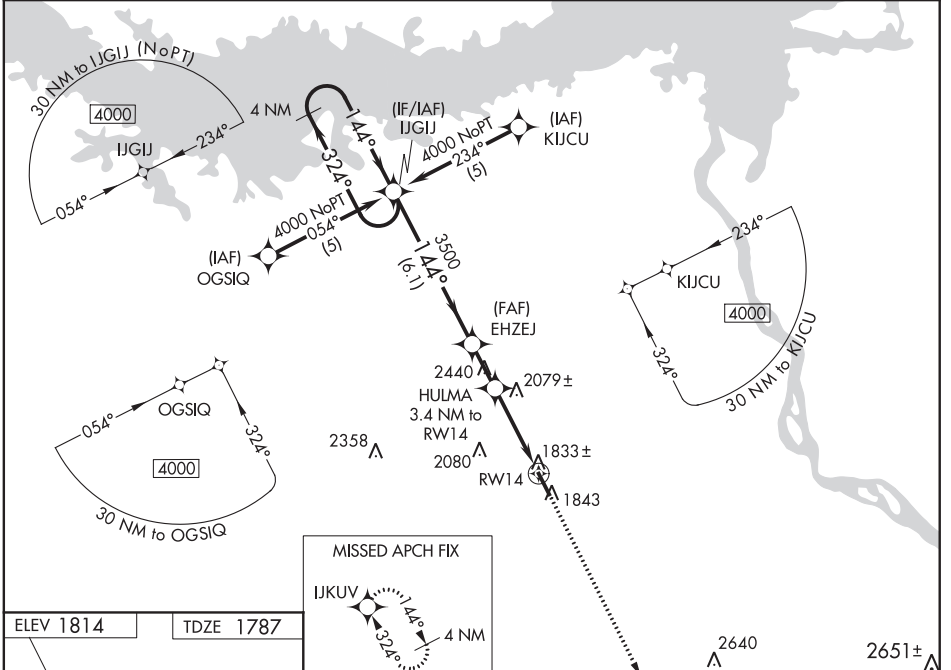 30 NM to IJGIJ (NoPT)
4000
IJGIJ
234°
054°
4 NM
144°
324°
(IF/IAF)
IJGIJ
(IAF)
KIJCU
4000 NoPT
234°
(5)
4000 NoPT
054°
(5)
(IAF)
OGSIQ
3500
144°
(6.1)
234°
KIJCU
4000
324°
30 NM to KIJCU
(FAF)
EHZEJ
2440
2079±
HULMA
3.4 NM to
RW14
054°
OGSIQ
324°
4000
30 NM to OGSIQ
2358
2080
1833±
RW14
1843
MISSED APCH FIX
IJKUV
144°
324°
4 NM
ELEV 1814
TDZE 1787
2640
2651±